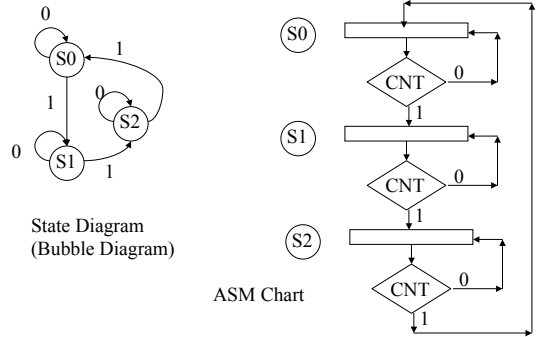 0
S0
1
1
0
S2
0
S1
1
State Diagram
(Bubble Diagram)
S0
CNT
0
1
S1
CNT
0
1
S2
CNT
0
1
ASM Chart